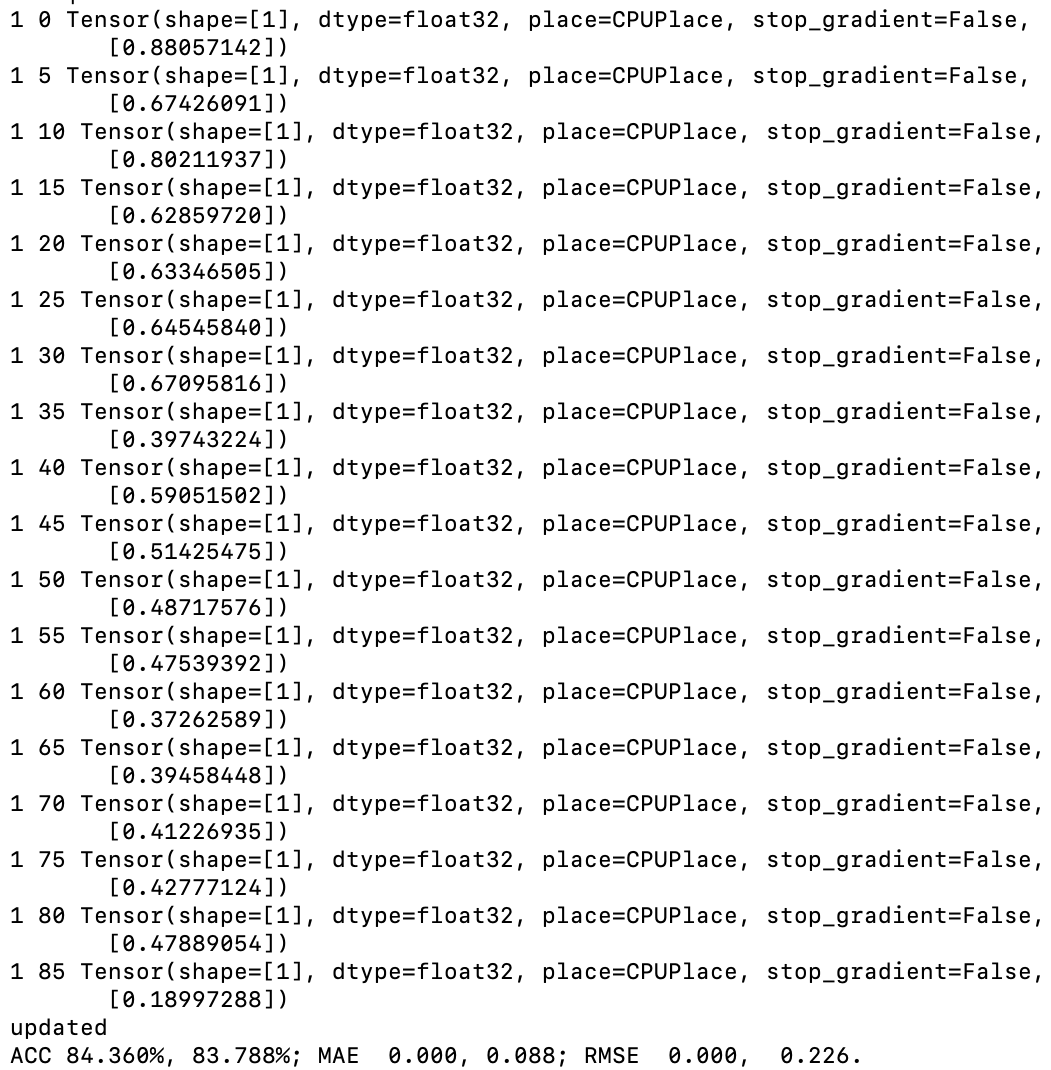 1 0 Tensor(shape=[1], dtype=float32, place=CPUPlace, stop_gradient=False,
[0.88057142])
1 5 Tensor(shape=[1], dtype=float32, place=CPUPlace, stop_gradient=False,
[0.67426091])
1 10 Tensor(shape=[1], dtype=float32, place=CPUPlace, stop_gradient=False,
[0.80211937])
1 15 Tensor(shape=[1], dtype=float32, place=CPUPlace, stop_gradient=False,
[0.62859720])
1 20 Tensor(shape=[1], dtype=float32, place=CPUPlace, stop_gradient=False,
[0.63346505])
1 25 Tensor(shape=[1], dtype=float32, place=CPUPlace, stop_gradient=False,
[0.64545840])
1 30 Tensor(shape=[1], dtype=float32, place=CPUPlace, stop_gradient=False,
[0.67095816])
1 35 Tensor(shape=[1], dtype=float32, place=CPUPlace, stop_gradient=False,
[0.39743224])
1 40 Tensor(shape=[1], dtype=float32, place=CPUPlace, stop_gradient=False,
[0.59051502])
1 45 Tensor(shape=[1], dtype=float32, place=CPUPlace, stop_gradient=False,
[0.51425475])
1 50 Tensor(shape=[1], dtype=float32, place=CPUPlace, stop_gradient=False,
[0.48717576])
1 55 Tensor(shape=[1], dtype=float32, place=CPUPlace, stop_gradient=False,
[0.47539392])
1 60 Tensor(shape=[1], dtype=float32, place=CPUPlace, stop_gradient=False,
[0.37262589])
1 65 Tensor(shape=[1], dtype=float32, place=CPUPlace, stop_gradient=False,
[0.39458448])
1 70 Tensor(shape=[1], dtype=float32, place=CPUPlace, stop_gradient=False,
[0.41226935])
1 75 Tensor(shape=[1], dtype=float32, place=CPUPlace, stop_gradient=False,
[0.42777124])
1 80 Tensor(shape=[1], dtype=float32, place=CPUPlace, stop_gradient=False,
[0.47889054])
1 85 Tensor(shape=[1], dtype=float32, place=CPUPlace, stop_gradient=False,
[0.18997288])
updated
ACC 84.360%, 83.788%; MAE  0.000, 0.088; RMSE  0.000,  0.226.